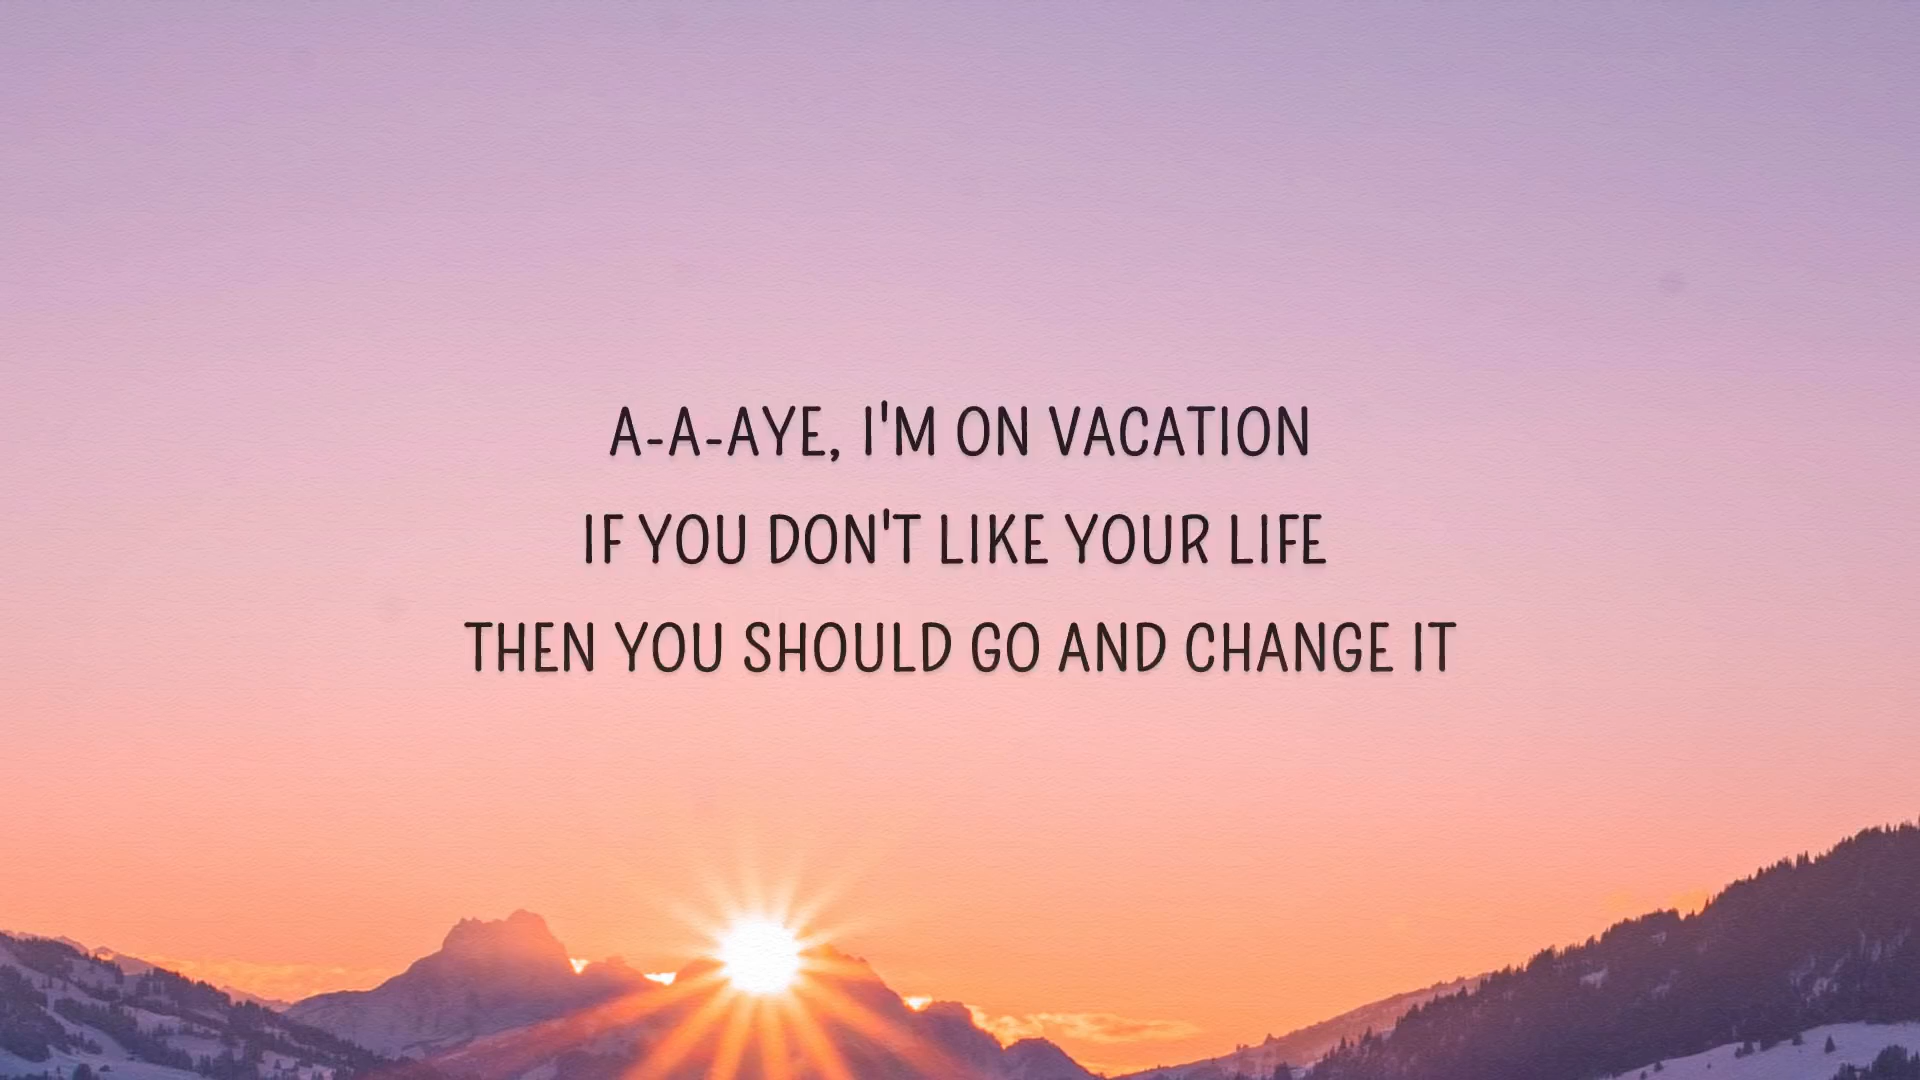 A-A-AYE, I'M ON VACATION
IF YOU DON'T LIKE YOUR LIFE
THEN YOU SHOULD GO AND CHANGE IT